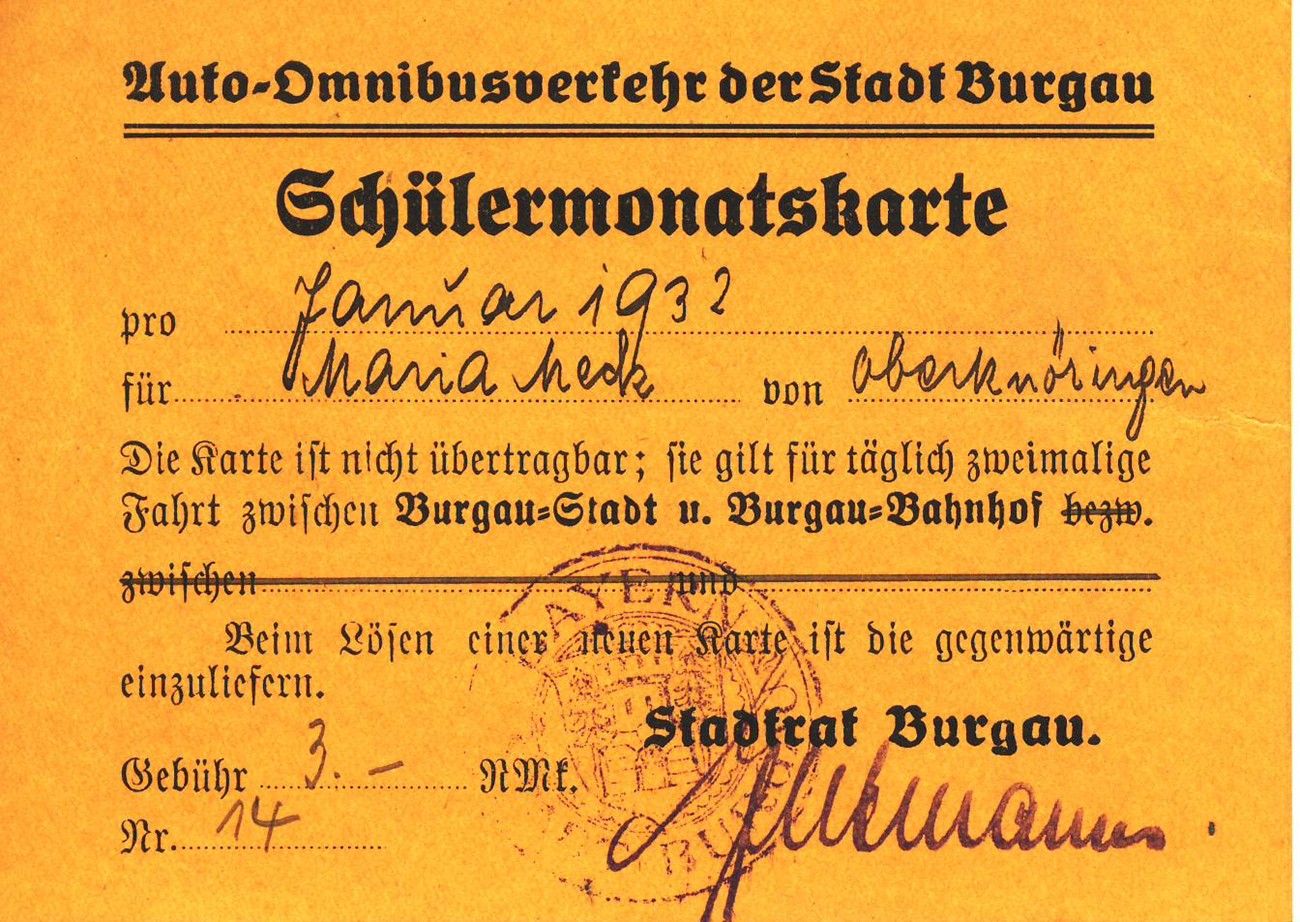 Auto-Omnibusverkehr der Stadt Burgau
Schülermonatskarte
pro Januar 1932
für Maria Meck von Oberknöringen
Die Karte ist nicht übertragbar; sie gilt für täglich zweimalige
Fahrt zwischen Burgau-Stadt u. Burgau-Bahnhof bezw.
zwischen und
Beim Lösen einer neuen Karte ist die gegenwärtige
einzuliefern.
Stadtrat Burgau.
Gebühr 3.— RMk.
Nr. 14